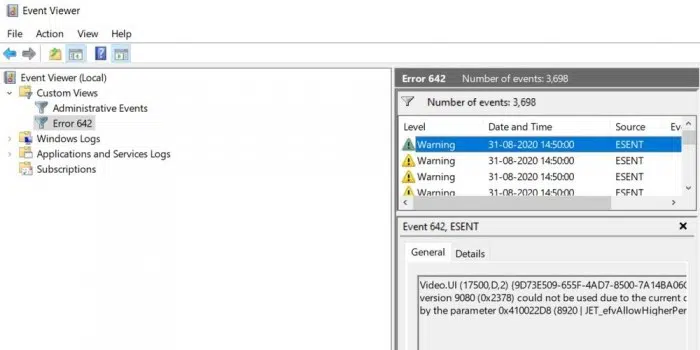 Event Viewer
File Action View Help
Event Viewer (Local)
Custom Views
Administrative Events
Error 642
Windows Logs
Applications and Services Logs
Subscriptions
Error 642 Number of events: 3,698
Number of events: 3,698
Level Date and Time Source Ev
Warning 31-08-2020 14:50:00 ESENT
Warning 31-08-2020 14:50:00 ESENT
Warning 31-08-2020 14:50:00 ESENT
Warning 31-08-2020 14:50:00 ESENT
Event 642, ESENT
General Details
Video.UI (17500,D,2) {9D73E509-655F-4AD7-8500-7A14BA06
version 9080 (0x2378) could not be used due to the current
by the parameter 0x410022D8 (8920 | JET_efvAllowHigherPer